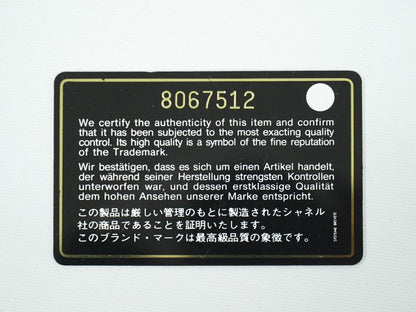 8067512
We certify the authenticity of this item and confirm
that it has been subjected to the most exacting quality
control. Its high quality is a symbol of the fine reputation
of the Trademark.
Wir bestätigen, dass es sich um einen Artikel handelt,
der während seiner Herstellung strengsten Kontrollen
unterworfen war, und dessen erstklassige Qualität
dem hohen Ansehen unserer Marke entspricht.
この製品は厳しい管理のもとに製造されたシャネル
社の商品であることを証明いたします。
このブランド・マークは最高級品質の象徴です。